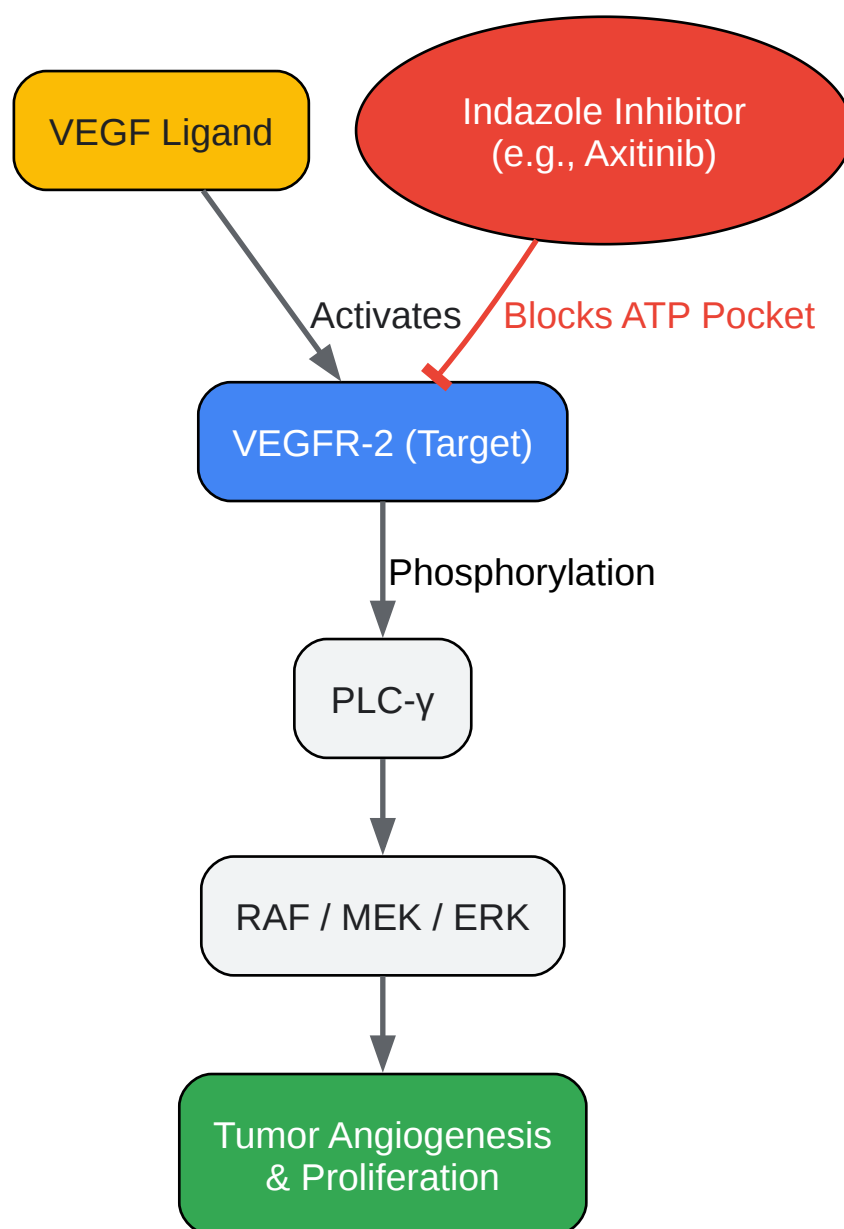 VEGF Ligand
Indazole Inhibitor
(e.g., Axitinib)
Activates
Blocks ATP Pocket
VEGFR-2 (Target)
Phosphorylation
PLC-γ
RAF / MEK / ERK
Tumor Angiogenesis
& Proliferation